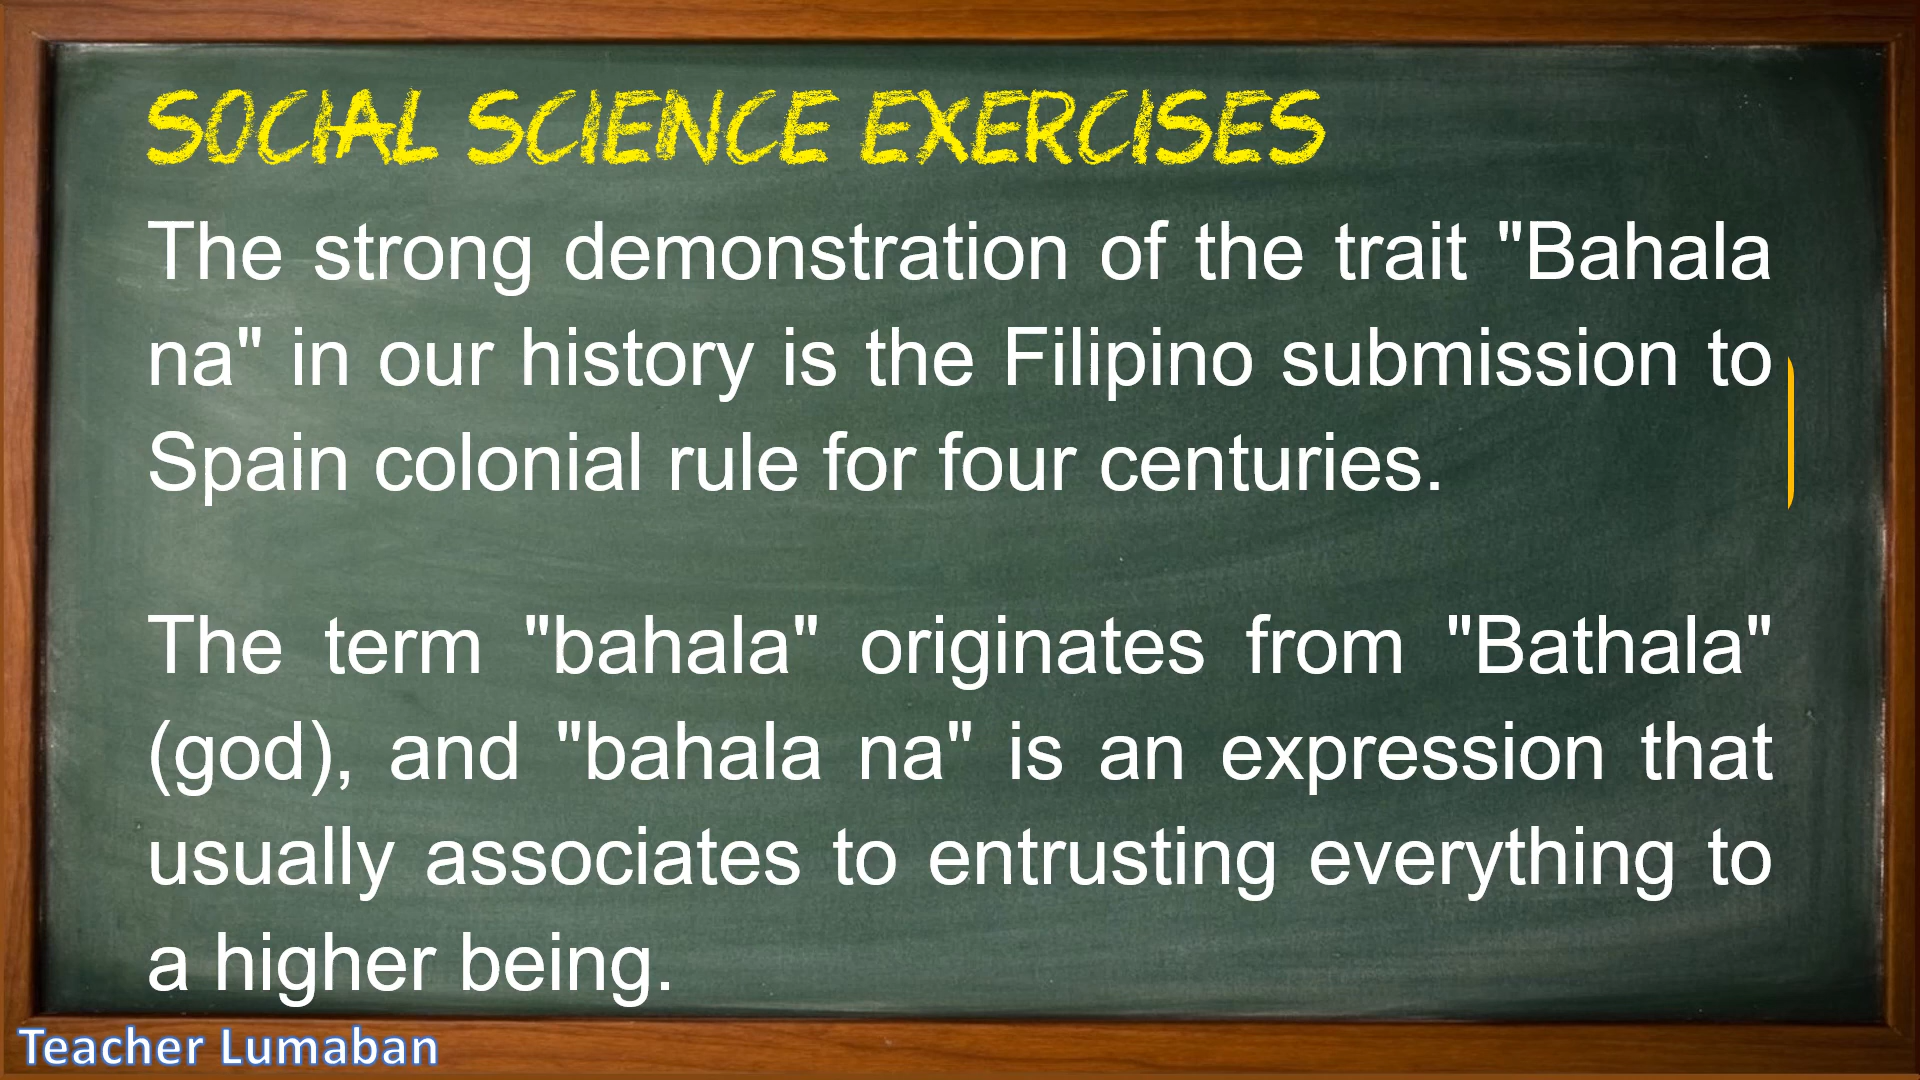 SOCIAL SCIENCE EXERCISES
The strong demonstration of the trait "Bahala
na" in our history is the Filipino submission to
Spain colonial rule for four centuries.
The term "bahala" originates from "Bathala"
(god), and "bahala na" is an expression that
usually associates to entrusting everything to
a higher being.
Teacher Lumaban